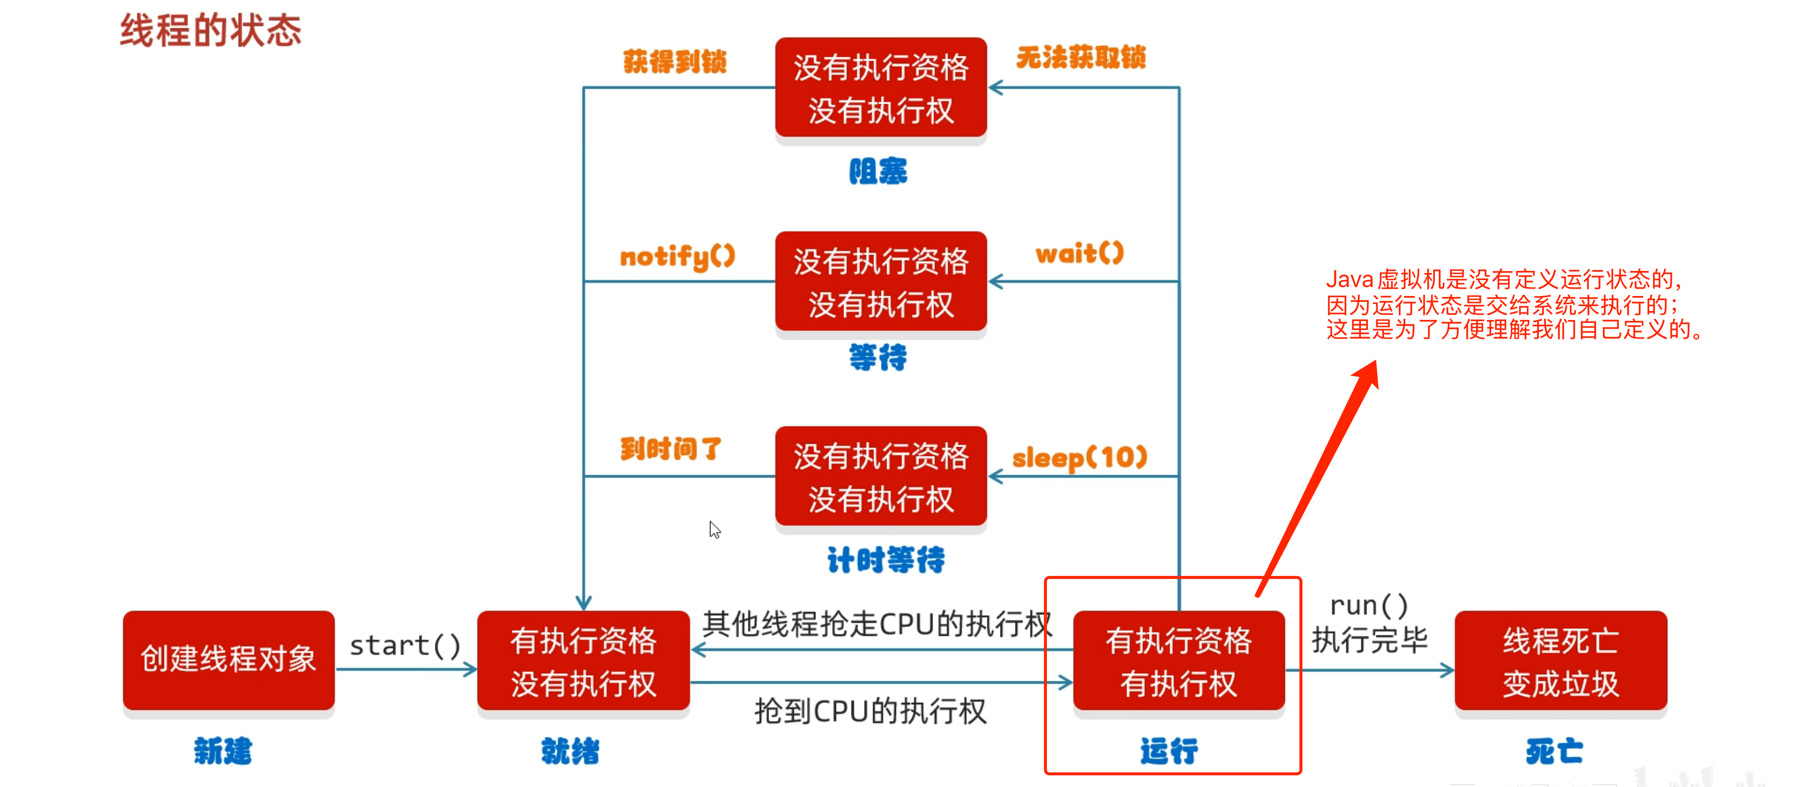 线程的状态
获得到锁
没有执行资格
没有执行权
无法获取锁
阻塞
notify()
没有执行资格
没有执行权
wait()
等待
Java虚拟机是没有定义运行状态的，
因为运行状态是交给系统来执行的；
这里是为了方便理解我们自己定义的。
到时间了
没有执行资格
没有执行权
sleep(10)
计时等待
创建线程对象
start()
有执行资格
没有执行权
其他线程抢走CPU的执行权
抢到CPU的执行权
有执行资格
有执行权
run()
执行完毕
线程死亡
变成垃圾
新建
就绪
运行
死亡